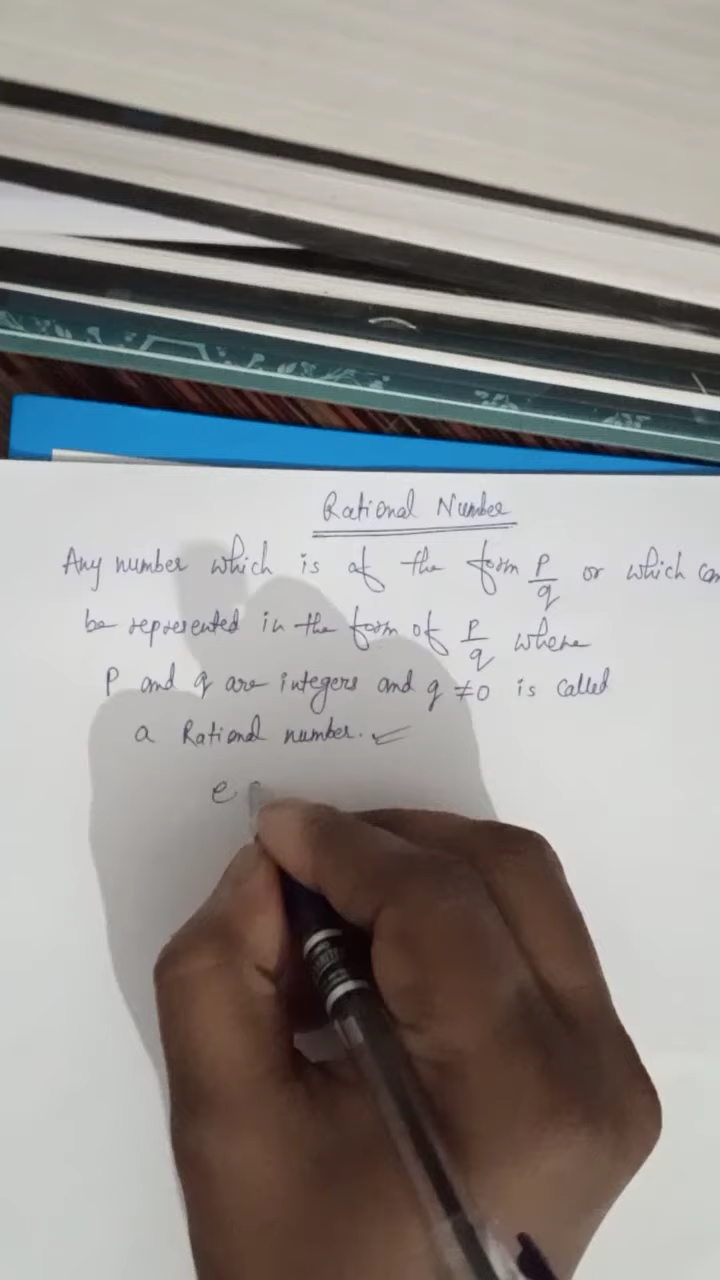 Rational Number
Any number which is of the form p/q or which can
be represented in the form of p/q where
P and q are integers and q ≠ 0 is called
a Rational number.
e